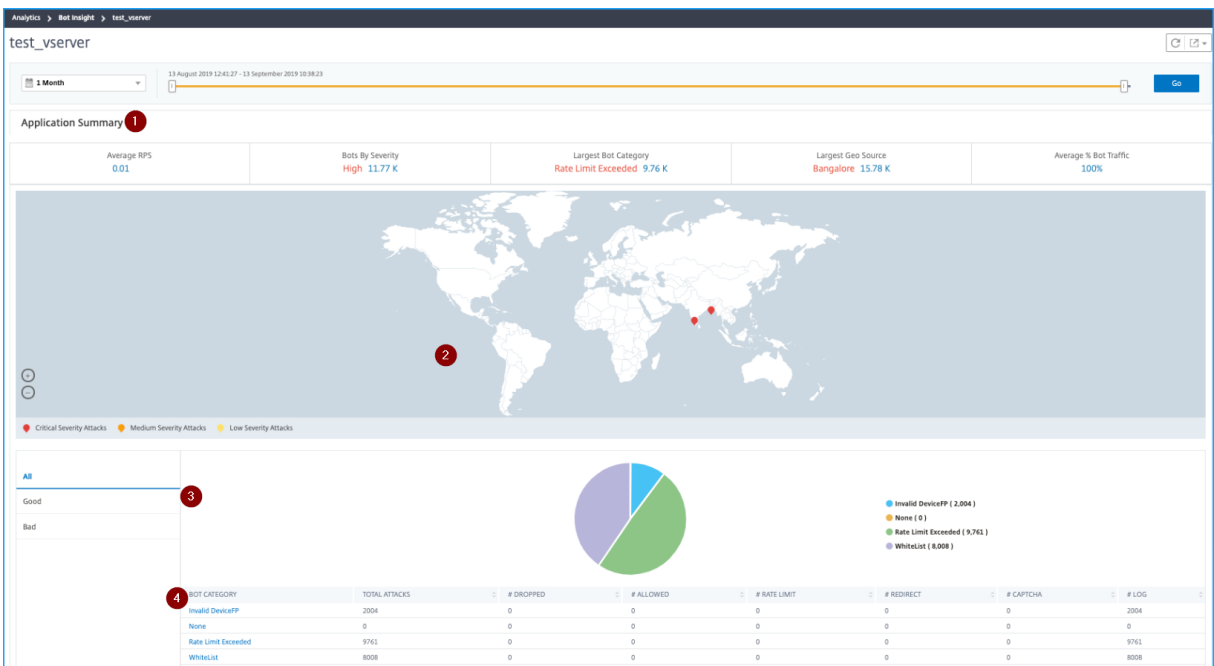 Analytics > Bot Insight > test_vserver
test_vserver
1 Month
13 August 2019 12:41:27 - 13 September 2019 10:38:23
Go
Application Summary 1
Average RPS Bots By Severity Largest Bot Category Largest Geo Source Average % Bot Traffic
0.01 High 11.77 K Rate Limit Exceeded 9.76 K Bangalore 15.78 K 100%
2
Critical Severity Attacks Medium Severity Attacks Low Severity Attacks
All
Good
Bad
3
Invalid DeviceFP ( 2,004 )
None ( 0 )
Rate Limit Exceeded ( 9,761 )
WhiteList ( 8,008 )
4 BOT CATEGORY TOTAL ATTACKS # DROPPED # ALLOWED # RATE LIMIT # REDIRECT # CAPTCHA # LOG
Invalid DeviceFP 2004 0 0 0 0 0 2004
None 0 0 0 0 0 0 0
Rate Limit Exceeded 9761 0 0 0 0 0 9761
WhiteList 8008 0 0 0 0 0 8008